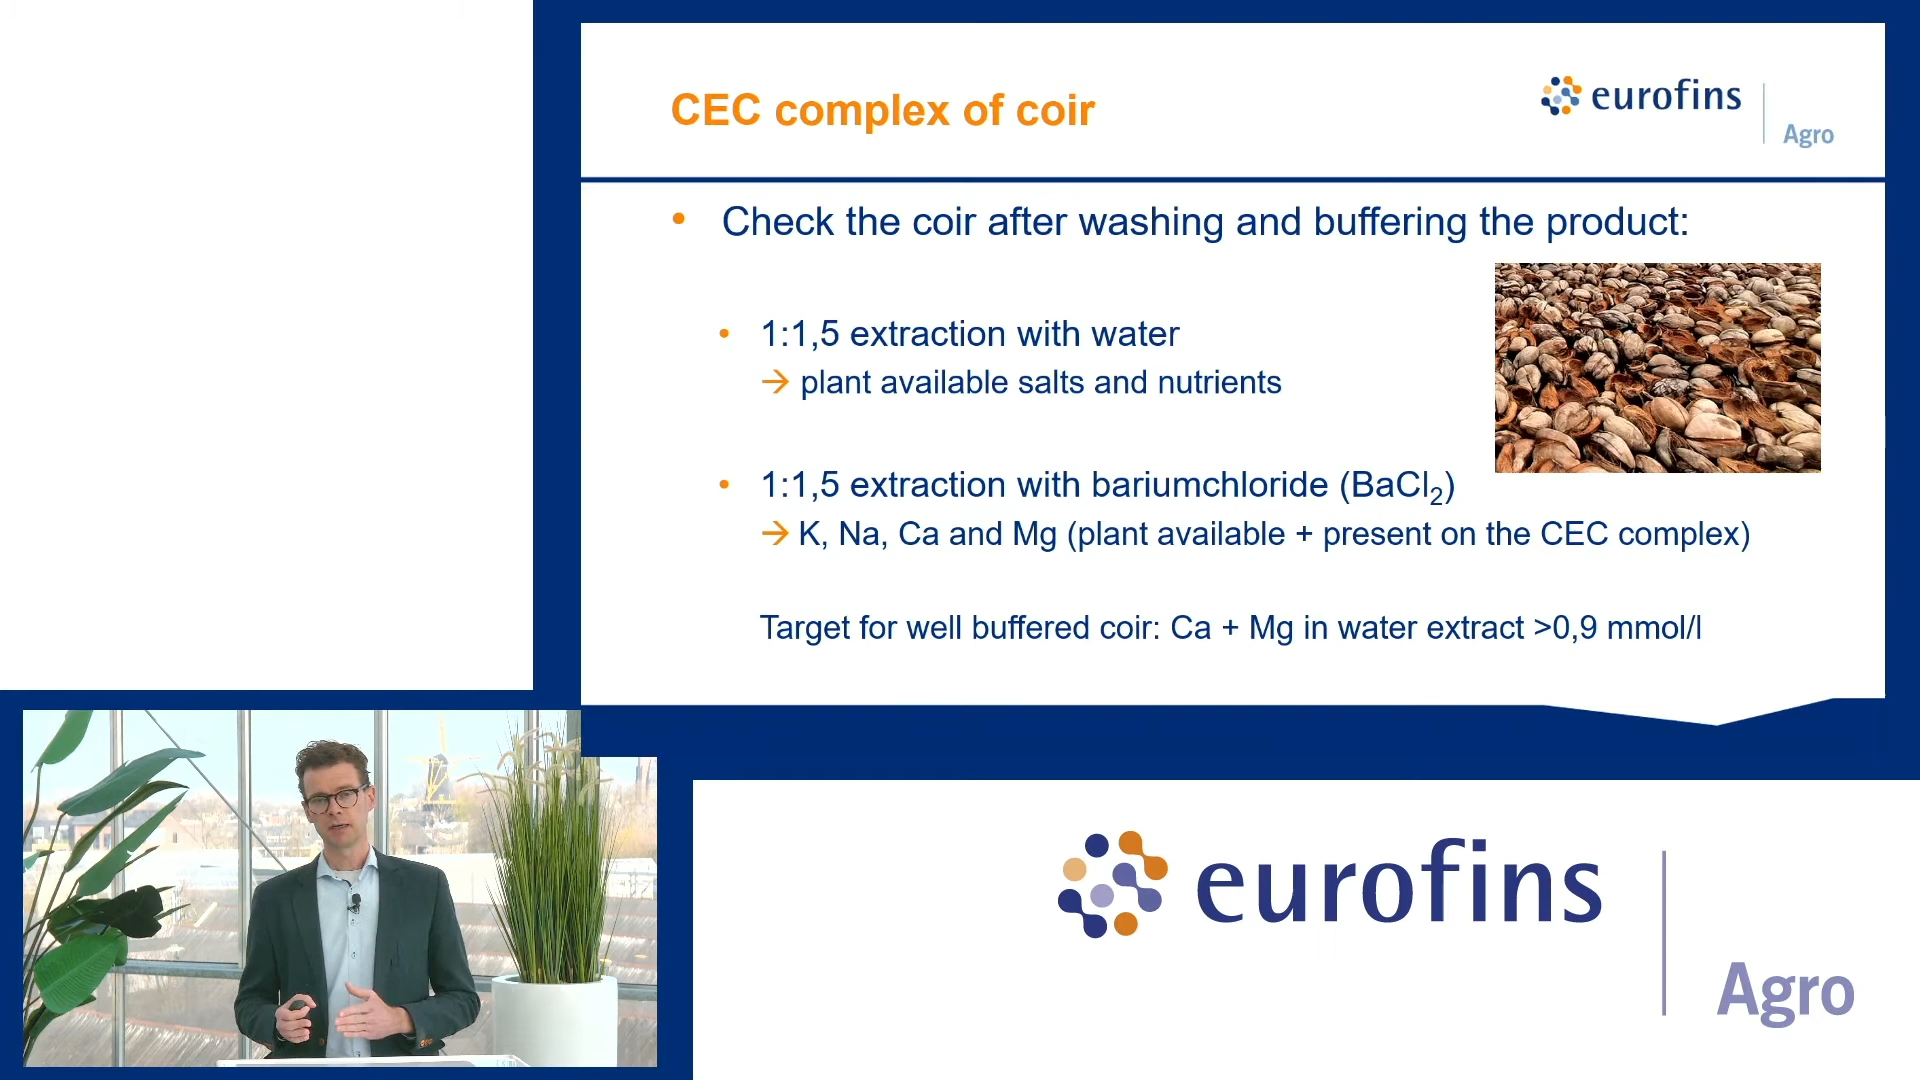 CEC complex of coir
eurofins
Agro
• Check the coir after washing and buffering the product:
• 1:1,5 extraction with water
→ plant available salts and nutrients
• 1:1,5 extraction with bariumchloride (BaCl₂)
→ K, Na, Ca and Mg (plant available + present on the CEC complex)
Target for well buffered coir: Ca + Mg in water extract >0,9 mmol/l
eurofins
Agro